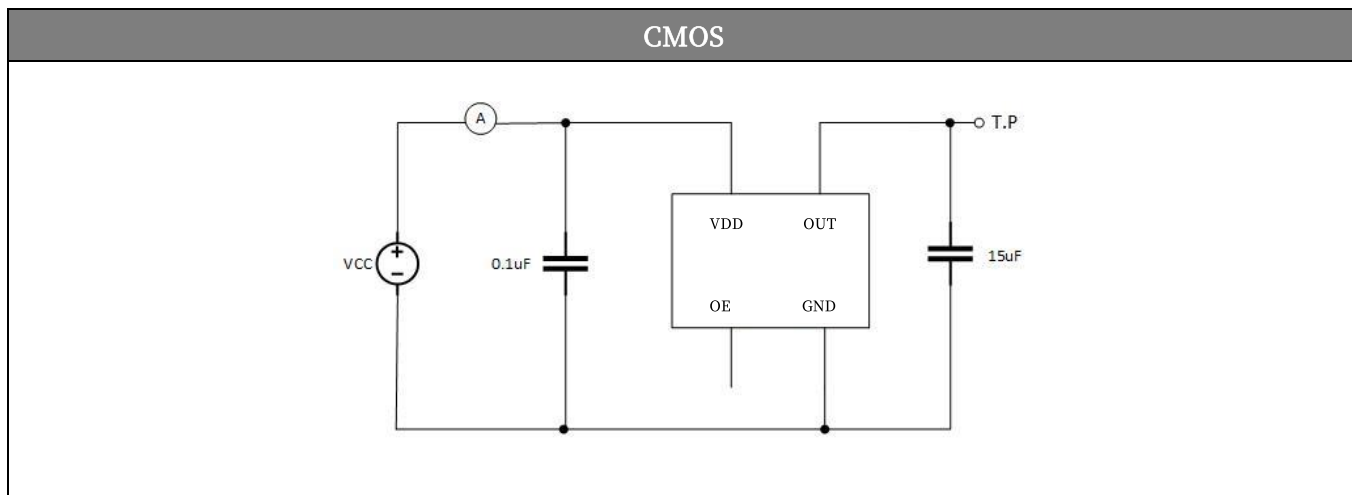 CMOS
A
T.P
VDD
OUT
VCC
+
−
0.1uF
15uF
OE
GND